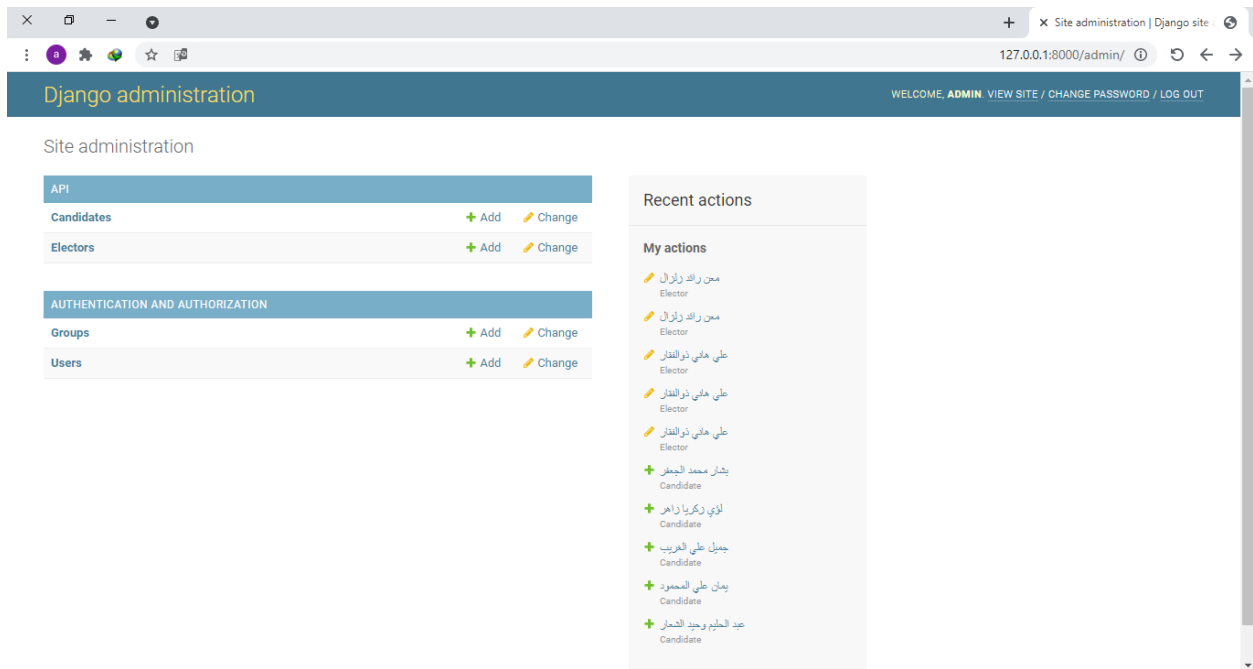 Site administration | Django site
a
127.0.0.1:8000/admin/
Django administration
WELCOME, ADMIN. VIEW SITE / CHANGE PASSWORD / LOG OUT
Site administration
API
Candidates Add Change
Electors Add Change
AUTHENTICATION AND AUTHORIZATION
Groups Add Change
Users Add Change
Recent actions
My actions
معن رائد زلزال
Elector
معن رائد زلزال
Elector
علي هاني ذوالفقار
Elector
علي هاني ذوالفقار
Elector
علي هاني ذوالفقار
Elector
بشار محمد الجعفر
Candidate
لؤي زكريا زاهر
Candidate
جميل علي الغريب
Candidate
يمان علي المحمود
Candidate
عبد الحليم وحيد الشعار
Candidate